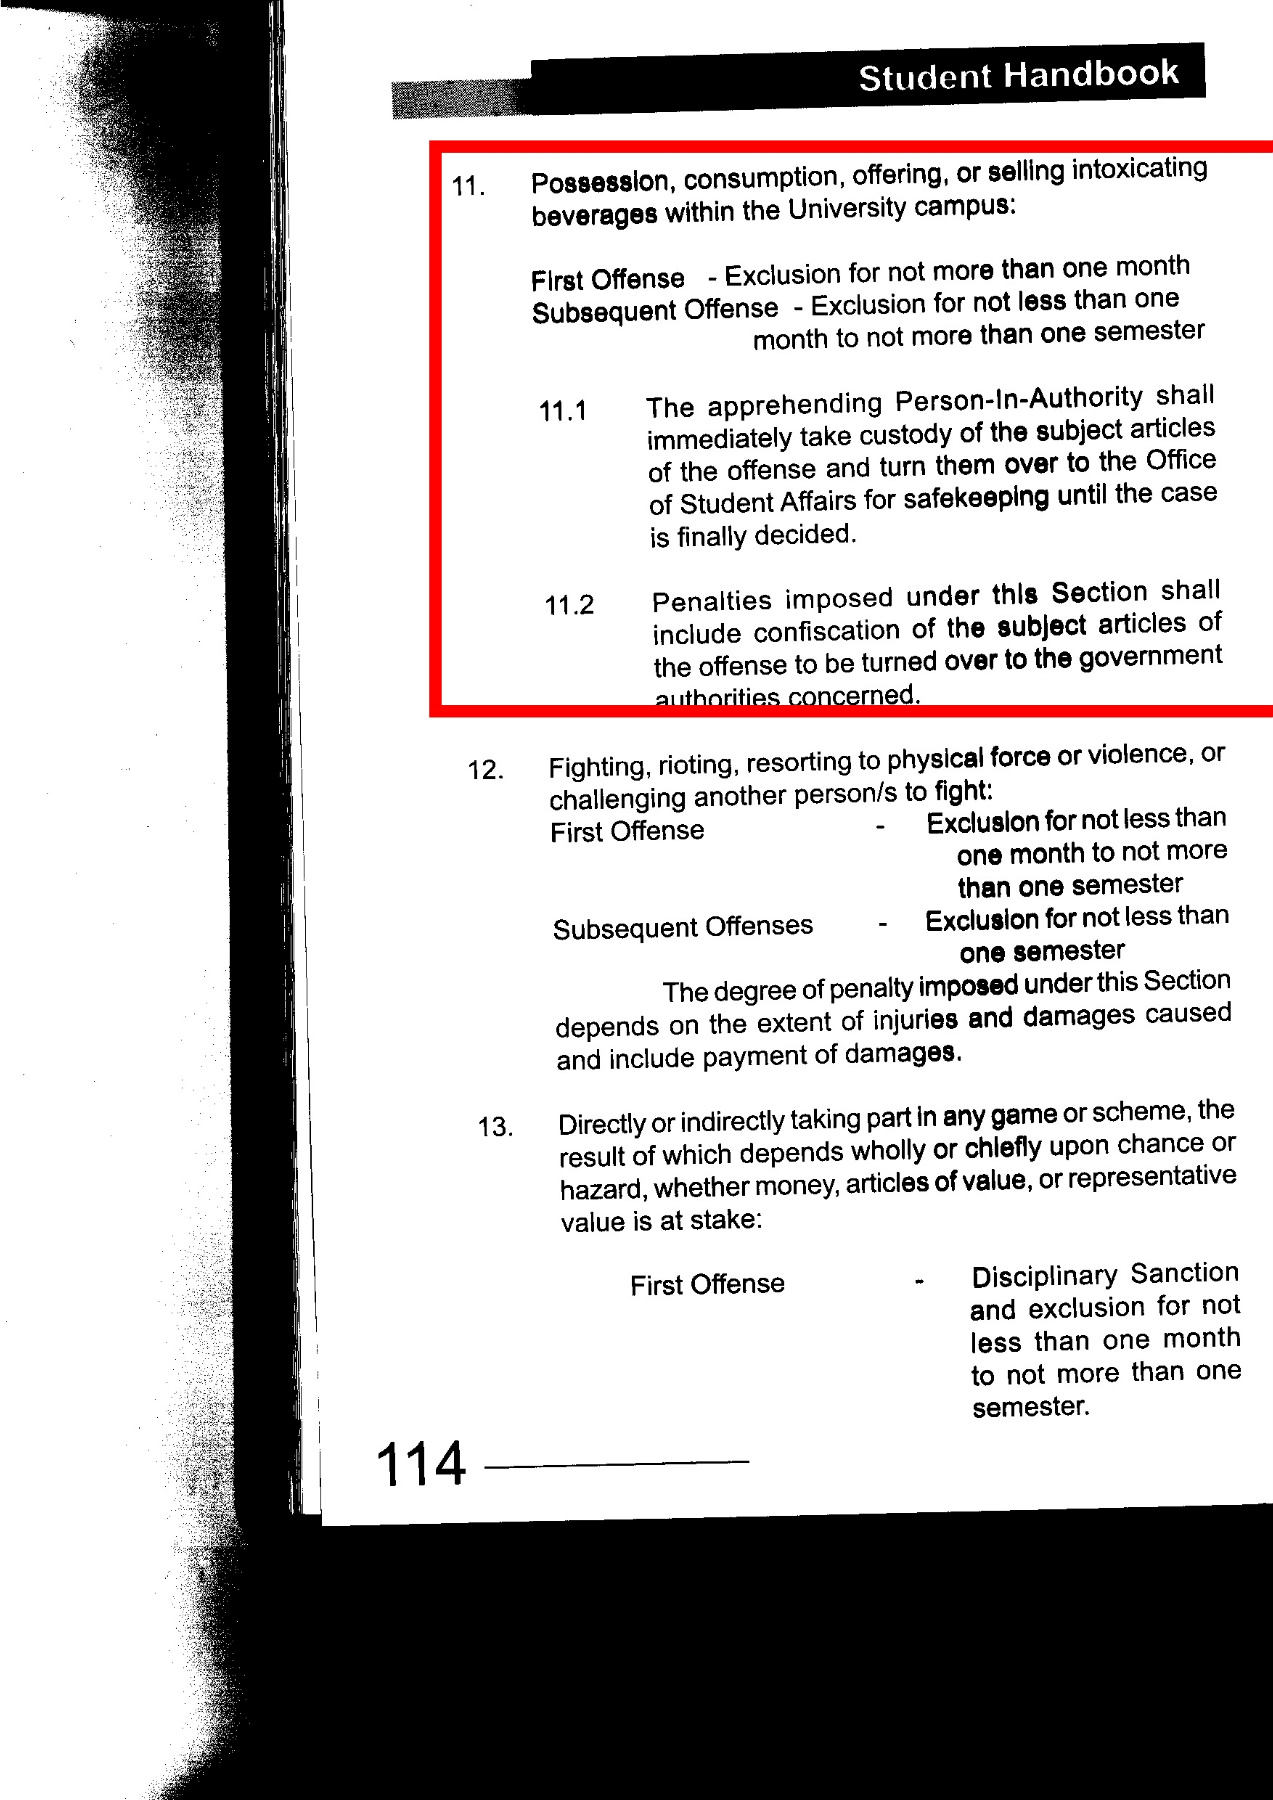 Student Handbook
11. Possession, consumption, offering, or selling intoxicating
beverages within the University campus:
First Offense - Exclusion for not more than one month
Subsequent Offense - Exclusion for not less than one
month to not more than one semester
11.1 The apprehending Person-In-Authority shall
immediately take custody of the subject articles
of the offense and turn them over to the Office
of Student Affairs for safekeeping until the case
is finally decided.
11.2 Penalties imposed under this Section shall
include confiscation of the subject articles of
the offense to be turned over to the government
authorities concerned.
12. Fighting, rioting, resorting to physical force or violence, or
challenging another person/s to fight:
First Offense - Exclusion for not less than
one month to not more
than one semester
Subsequent Offenses - Exclusion for not less than
one semester
The degree of penalty imposed under this Section
depends on the extent of injuries and damages caused
and include payment of damages.
13. Directly or indirectly taking part in any game or scheme, the
result of which depends wholly or chiefly upon chance or
hazard, whether money, articles of value, or representative
value is at stake:
First Offense - Disciplinary Sanction
and exclusion for not
less than one month
to not more than one
semester.
114